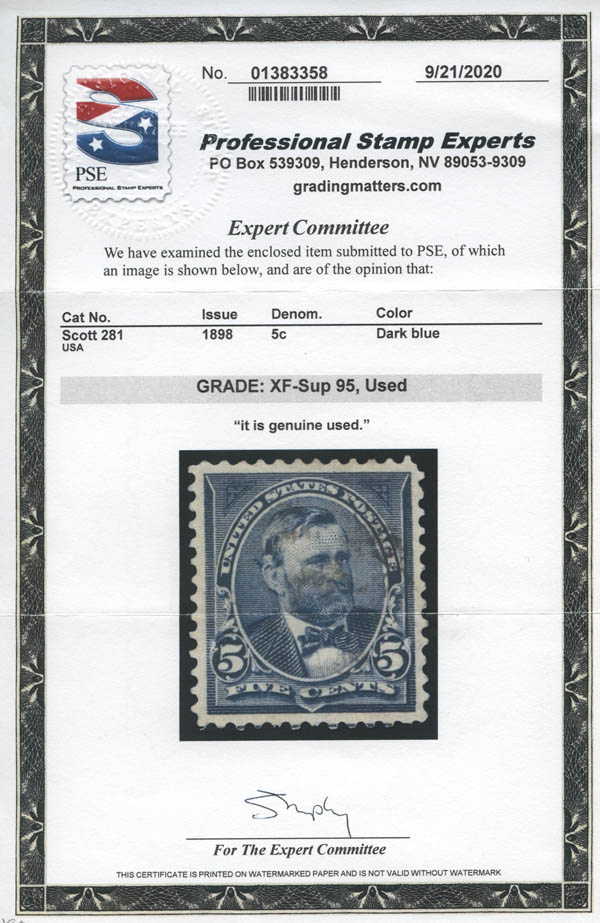 PSE
PROFESSIONAL STAMP EXPERTS
No. 01383358
9/21/2020
Professional Stamp Experts
PO Box 539309, Henderson, NV 89053-9309
gradingmatters.com
Expert Committee
We have examined the enclosed item submitted to PSE, of which
an image is shown below, and are of the opinion that:
Cat No. Issue Denom. Color
Scott 281 1898 5c Dark blue
USA
GRADE: XF-Sup 95, Used
“it is genuine used.”
UNITED STATES POSTAGE
5 5
FIVE CENTS
For The Expert Committee
THIS CERTIFICATE IS PRINTED ON WATERMARKED PAPER AND IS NOT VALID WITHOUT WATERMARK